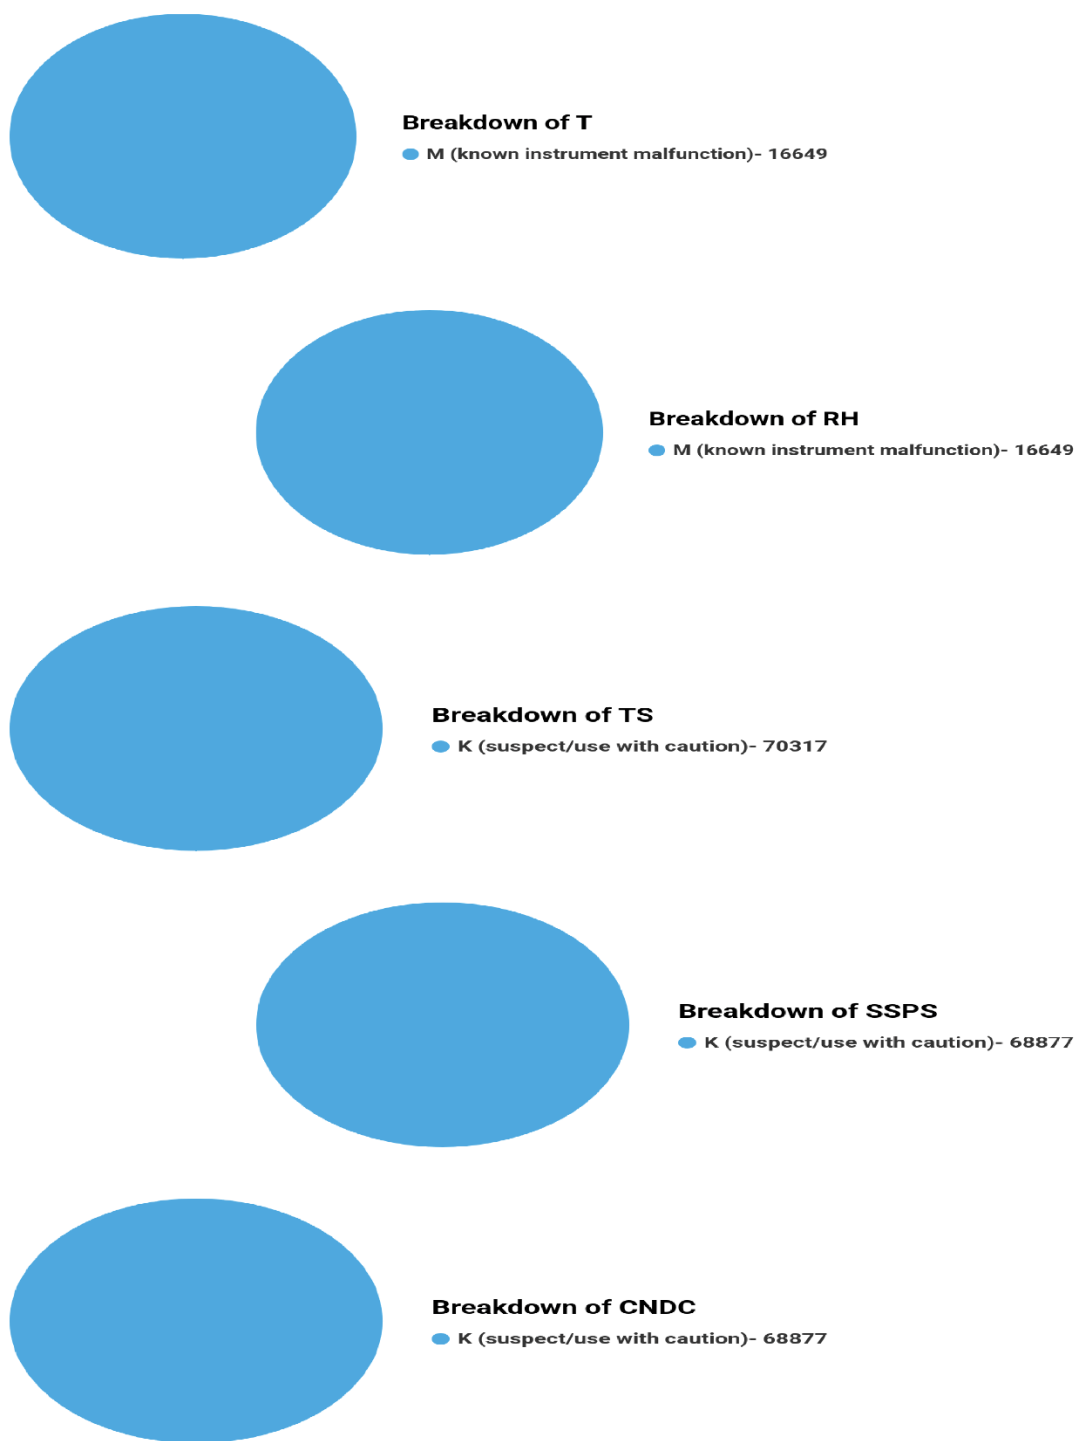 Breakdown of T
M (known instrument malfunction)- 16649
Breakdown of RH
M (known instrument malfunction)- 16649
Breakdown of TS
K (suspect/use with caution)- 70317
Breakdown of SSPS
K (suspect/use with caution)- 68877
Breakdown of CNDC
K (suspect/use with caution)- 68877